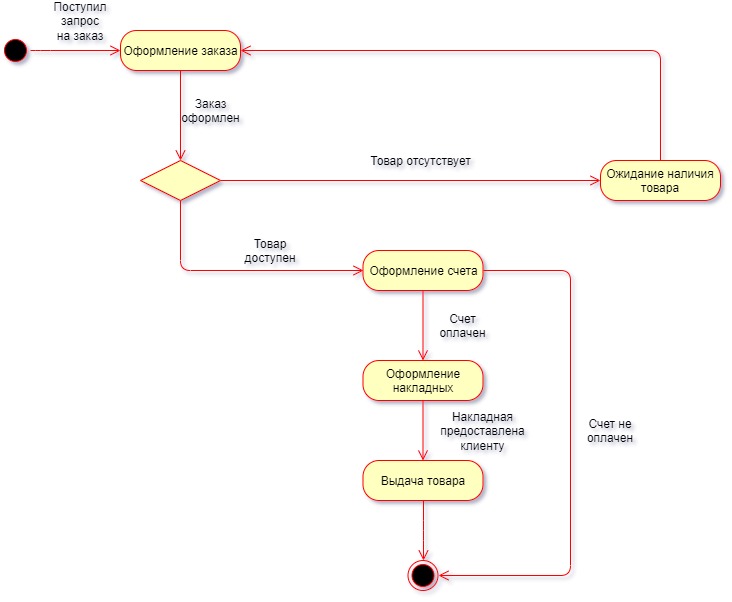 Поступил
запрос
на заказ
Оформление заказа
Заказ
оформлен
Товар отсутствует
Ожидание наличия
товара
Товар
доступен
Оформление счета
Счет
оплачен
Оформление
накладных
Накладная
предоставлена
клиенту
Счет не
оплачен
Выдача товара